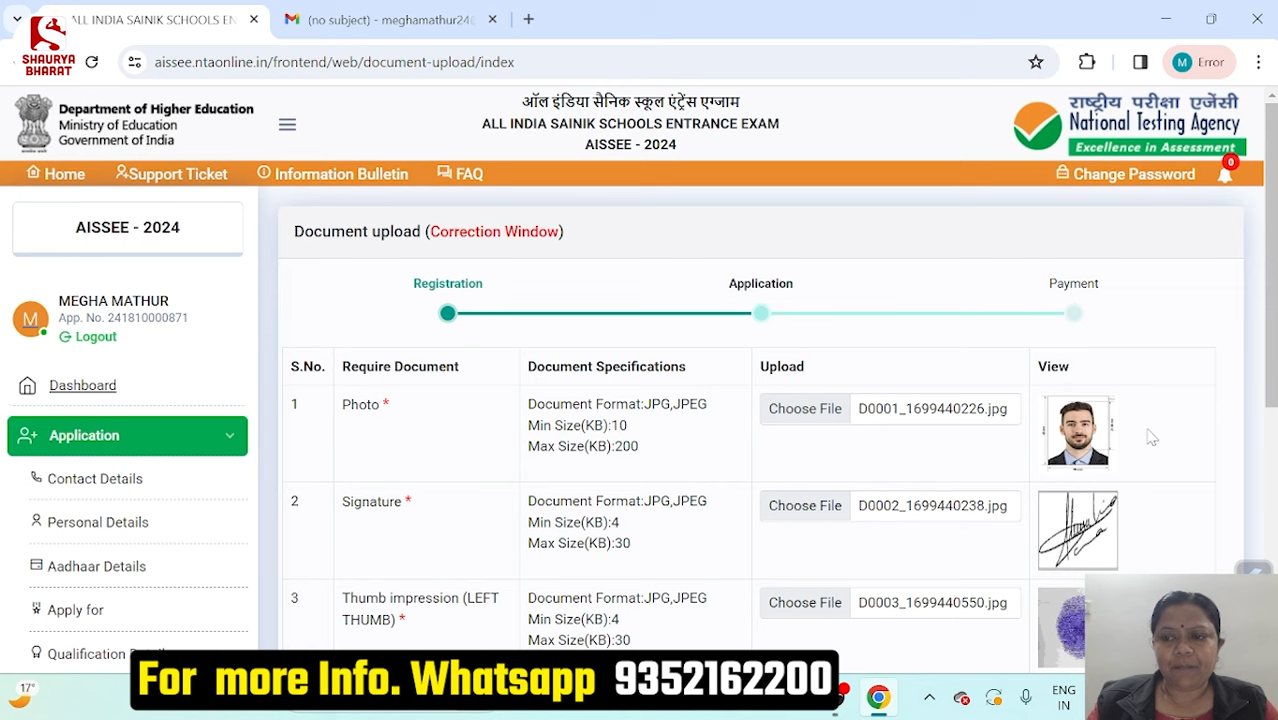 ALL INDIA SAINIK SCHOOLS EN
(no subject) - meghamathur24@
SHAURYA
BHARAT
aissee.ntaonline.in/frontend/web/document-upload/index
M Error
Department of Higher Education
Ministry of Education
Government of India
ऑल इंडिया सैनिक स्कूल एंट्रेंस एग्जाम
ALL INDIA SAINIK SCHOOLS ENTRANCE EXAM
AISSEE - 2024
राष्ट्रीय परीक्षा एजेंसी
National Testing Agency
Excellence in Assessment
Home
Support Ticket
Information Bulletin
FAQ
Change Password
0
AISSEE - 2024
M
MEGHA MATHUR
App. No. 241810000871
Logout
Dashboard
Application
Contact Details
Personal Details
Aadhaar Details
Apply for
Qualification Det
Document upload (Correction Window)
Registration
Application
Payment
S.No. Require Document Document Specifications Upload View
1 Photo * Document Format:JPG,JPEG Choose File D0001_1699440226.jpg
Min Size(KB):10
Max Size(KB):200
2 Signature * Document Format:JPG,JPEG Choose File D0002_1699440238.jpg
Min Size(KB):4
Max Size(KB):30
3 Thumb impression (LEFT Document Format:JPG,JPEG Choose File D0003_1699440550.jpg
THUMB) * Min Size(KB):4
Max Size(KB):30
For more Info. Whatsapp 9352162200
17°
ENG
IN